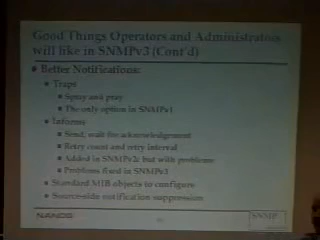 Good Things Operators and Administrators
will like in SNMPv3 (Cont'd)
Better Notifications:
Traps
Spray and pray
The only option in SNMPv1
Informs
Send, wait for acknowledgement
Retry count and retry interval
Added in SNMPv2c but with problems
Problems fixed in SNMPv3
Standard MIB objects to configure
Source-side notification suppression
NANOG
SNMP